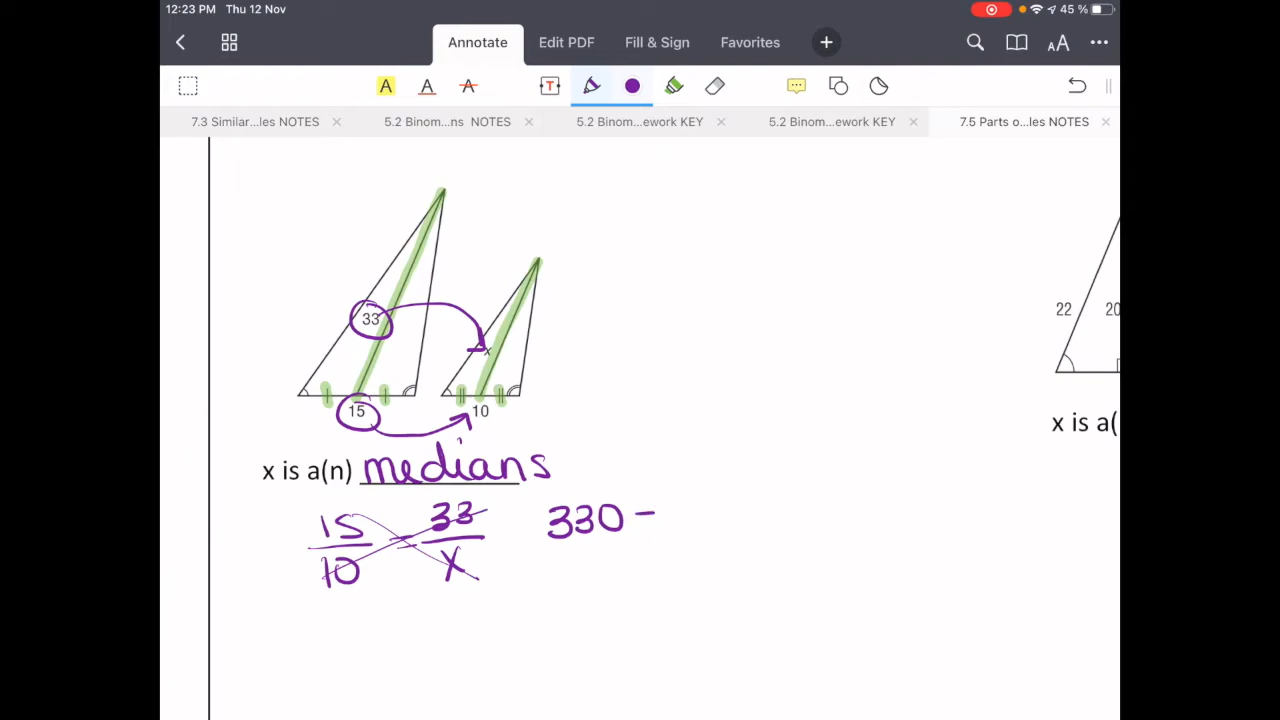 12:23 PM Thu 12 Nov 45 %
Annotate Edit PDF Fill & Sign Favorites
A A A T AA
7.3 Similar...les NOTES 5.2 Binom...ns NOTES 5.2 Binom...ework KEY 5.2 Binom...ework KEY 7.5 Parts o...les NOTES
33
x
15 10
22 20
x is a(n) medians
x is a(
15/10 = 33/x 330 -